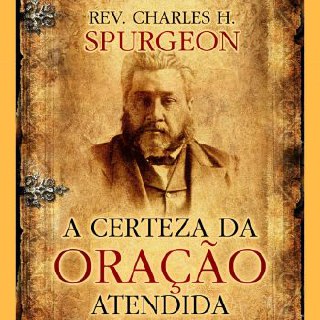 REV. CHARLES H.
SPURGEON
A CERTEZA DA
ORAÇÃO
ATENDIDA